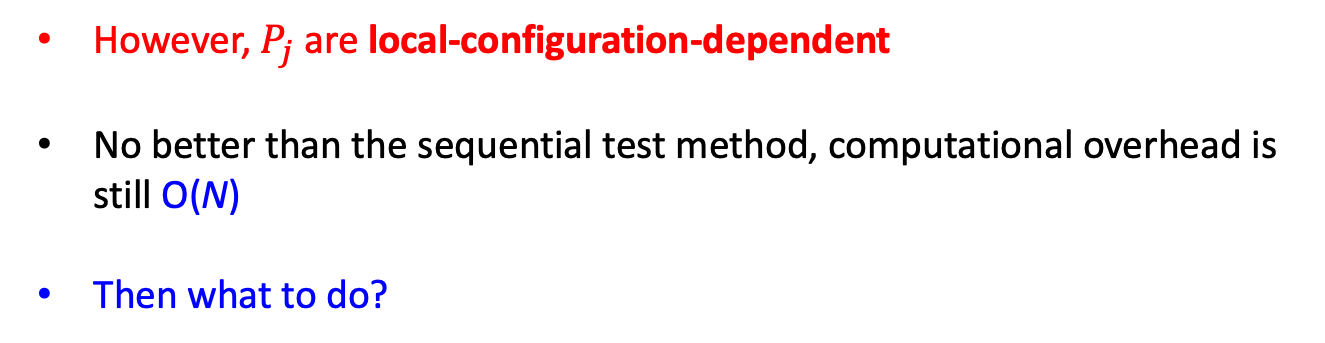 • However, Pj are local-configuration-dependent
• No better than the sequential test method, computational overhead is
still O(N)
• Then what to do?